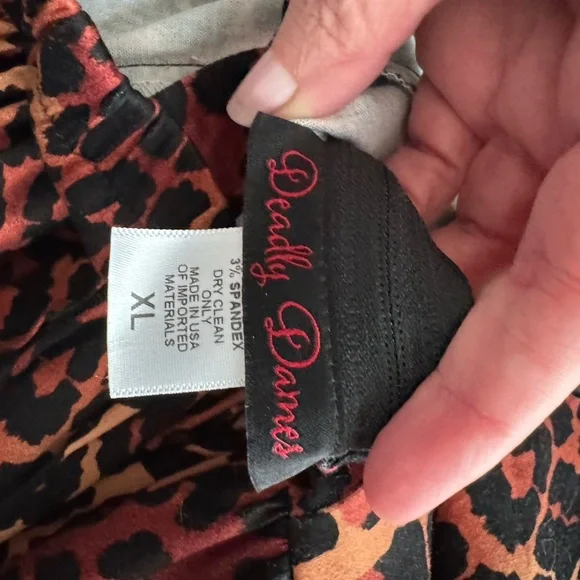 Deadly Dames
3% SPANDEX
DRY CLEAN
ONLY
MADE IN USA
OF IMPORTED
MATERIALS
XL